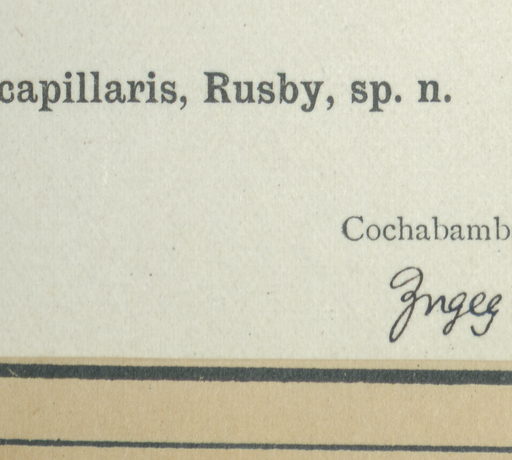 capillaris, Rusby, sp. n.
Cochabamb